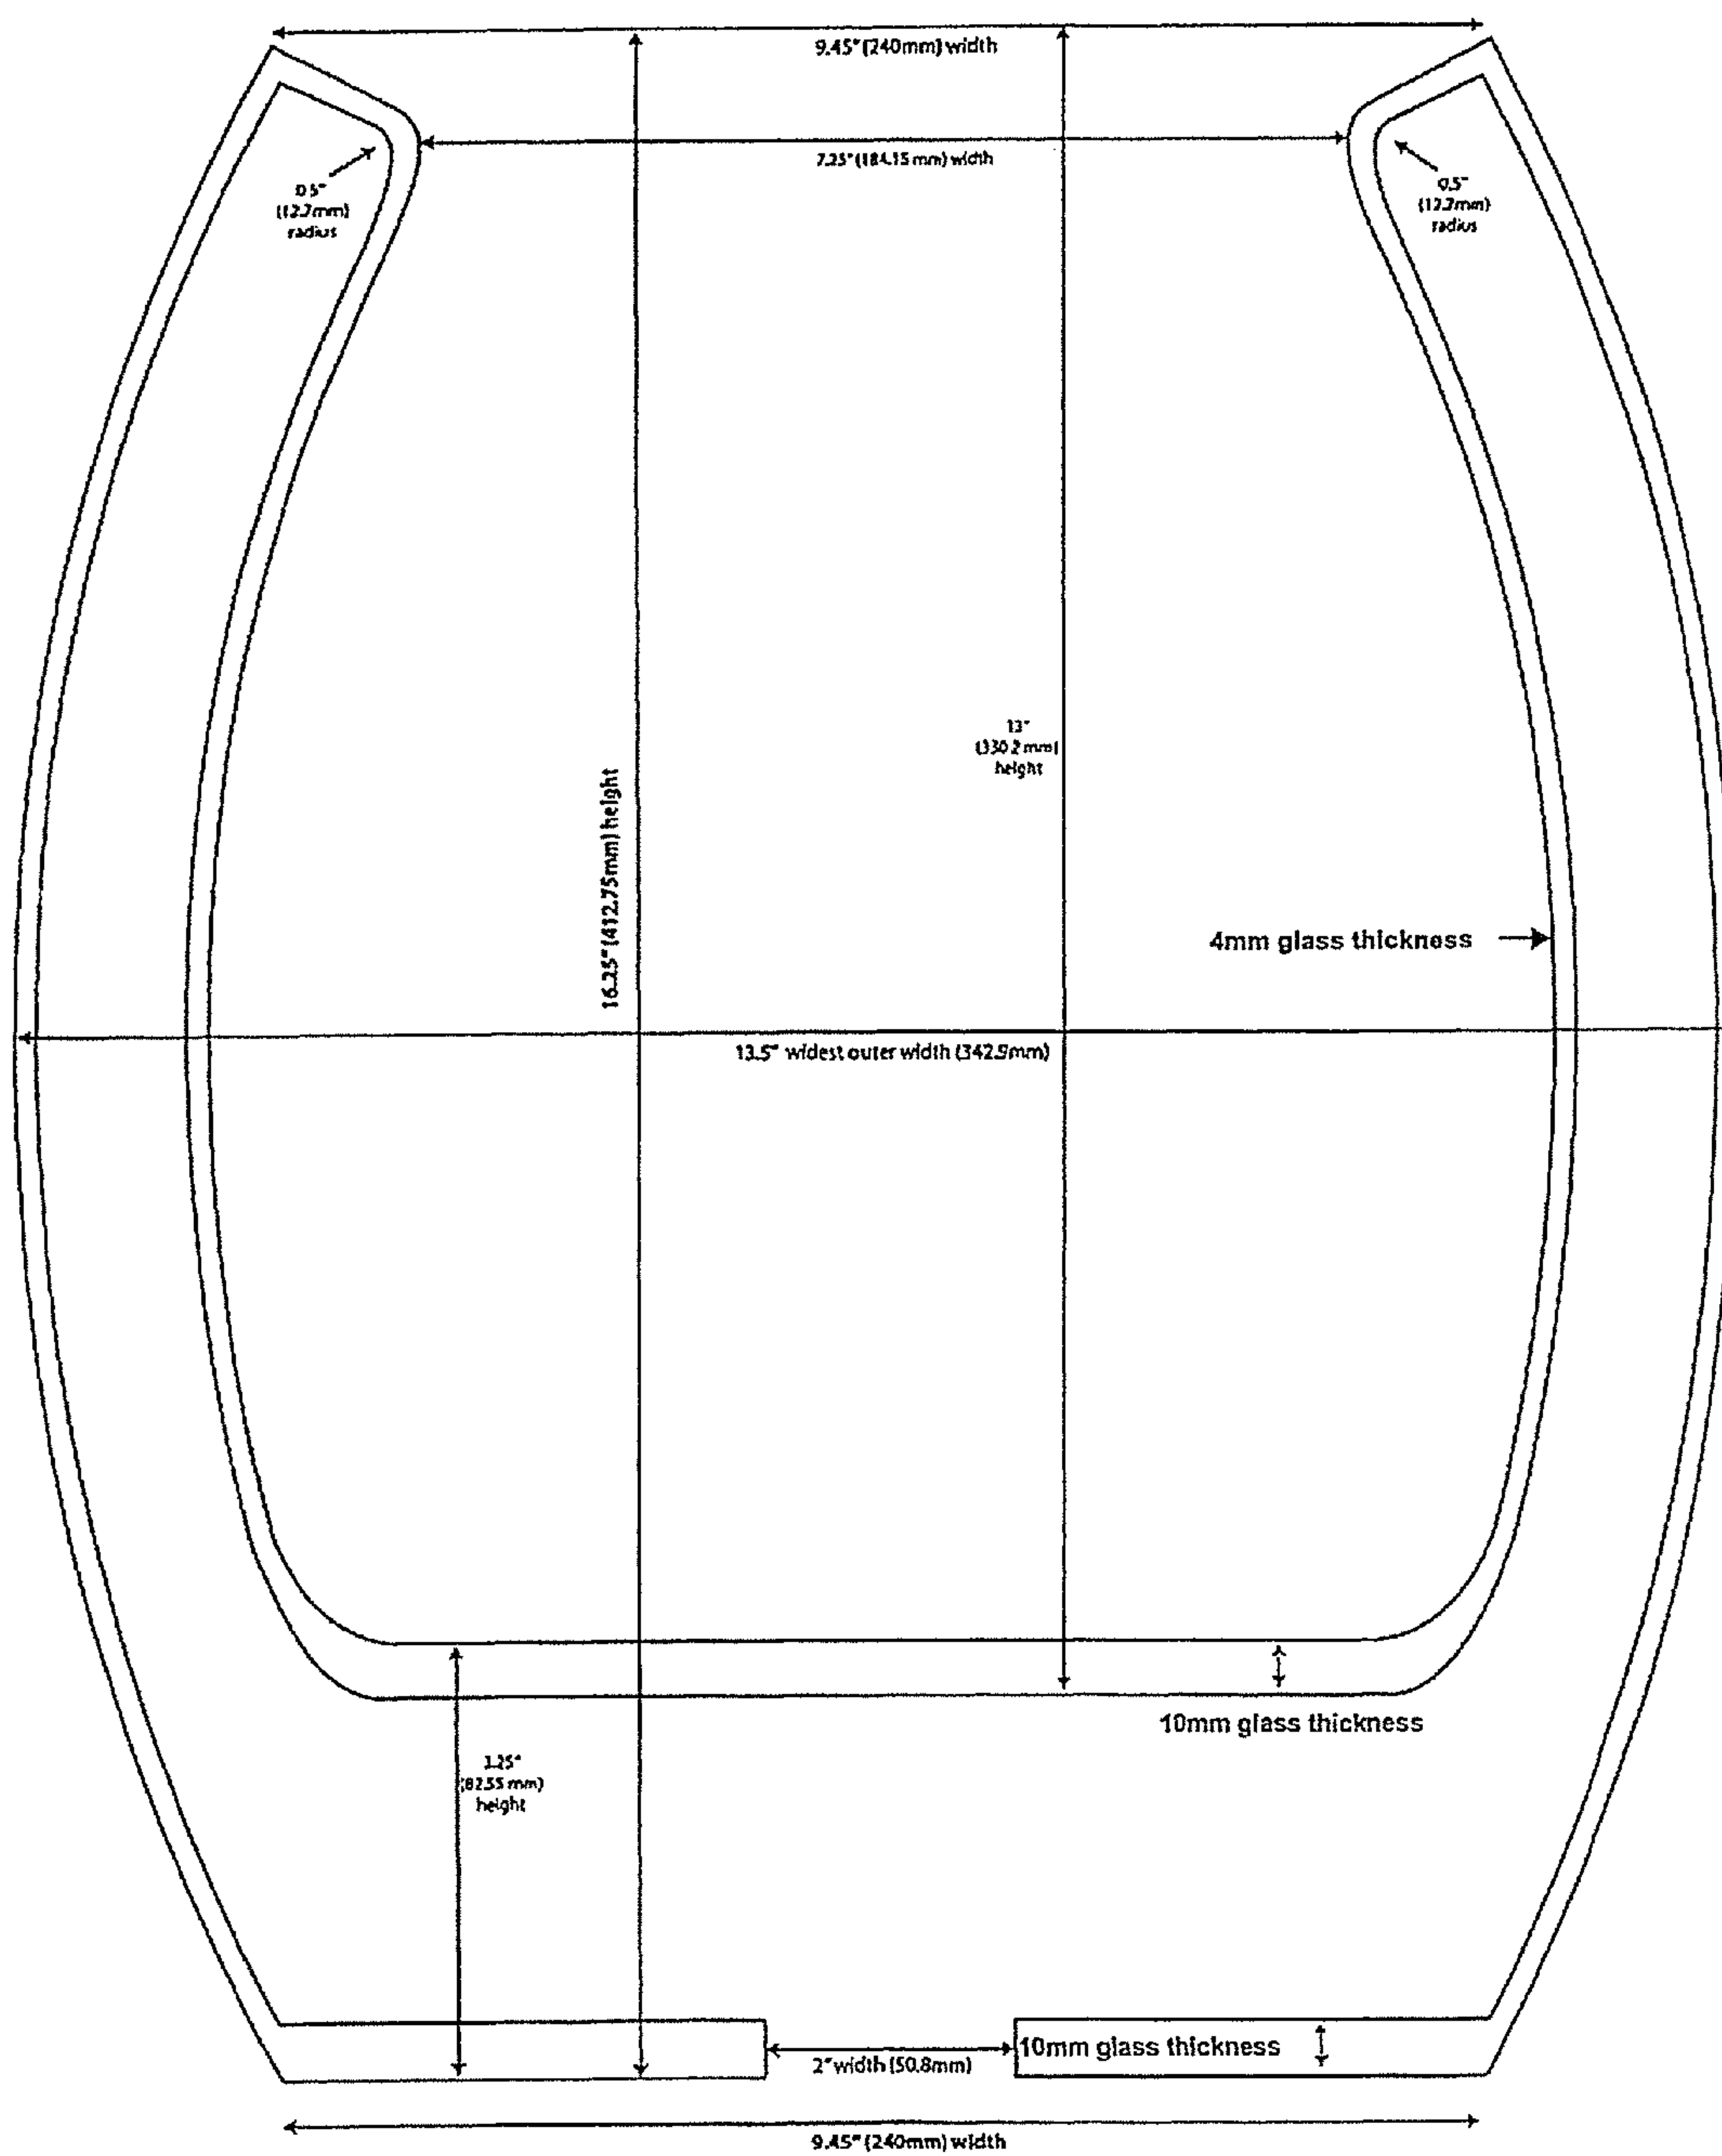 9.45" (240mm) width
7.25" (184.15 mm) width
0.5"
(12.7mm)
radius
0.5"
(12.7mm)
radius
13"
(330.2 mm)
height
16.25" (412.75mm) height
4mm glass thickness
13.5" widest outer width (342.9mm)
10mm glass thickness
3.25"
(82.55 mm)
height
10mm glass thickness
2" width (50.8mm)
9.45" (240mm) width